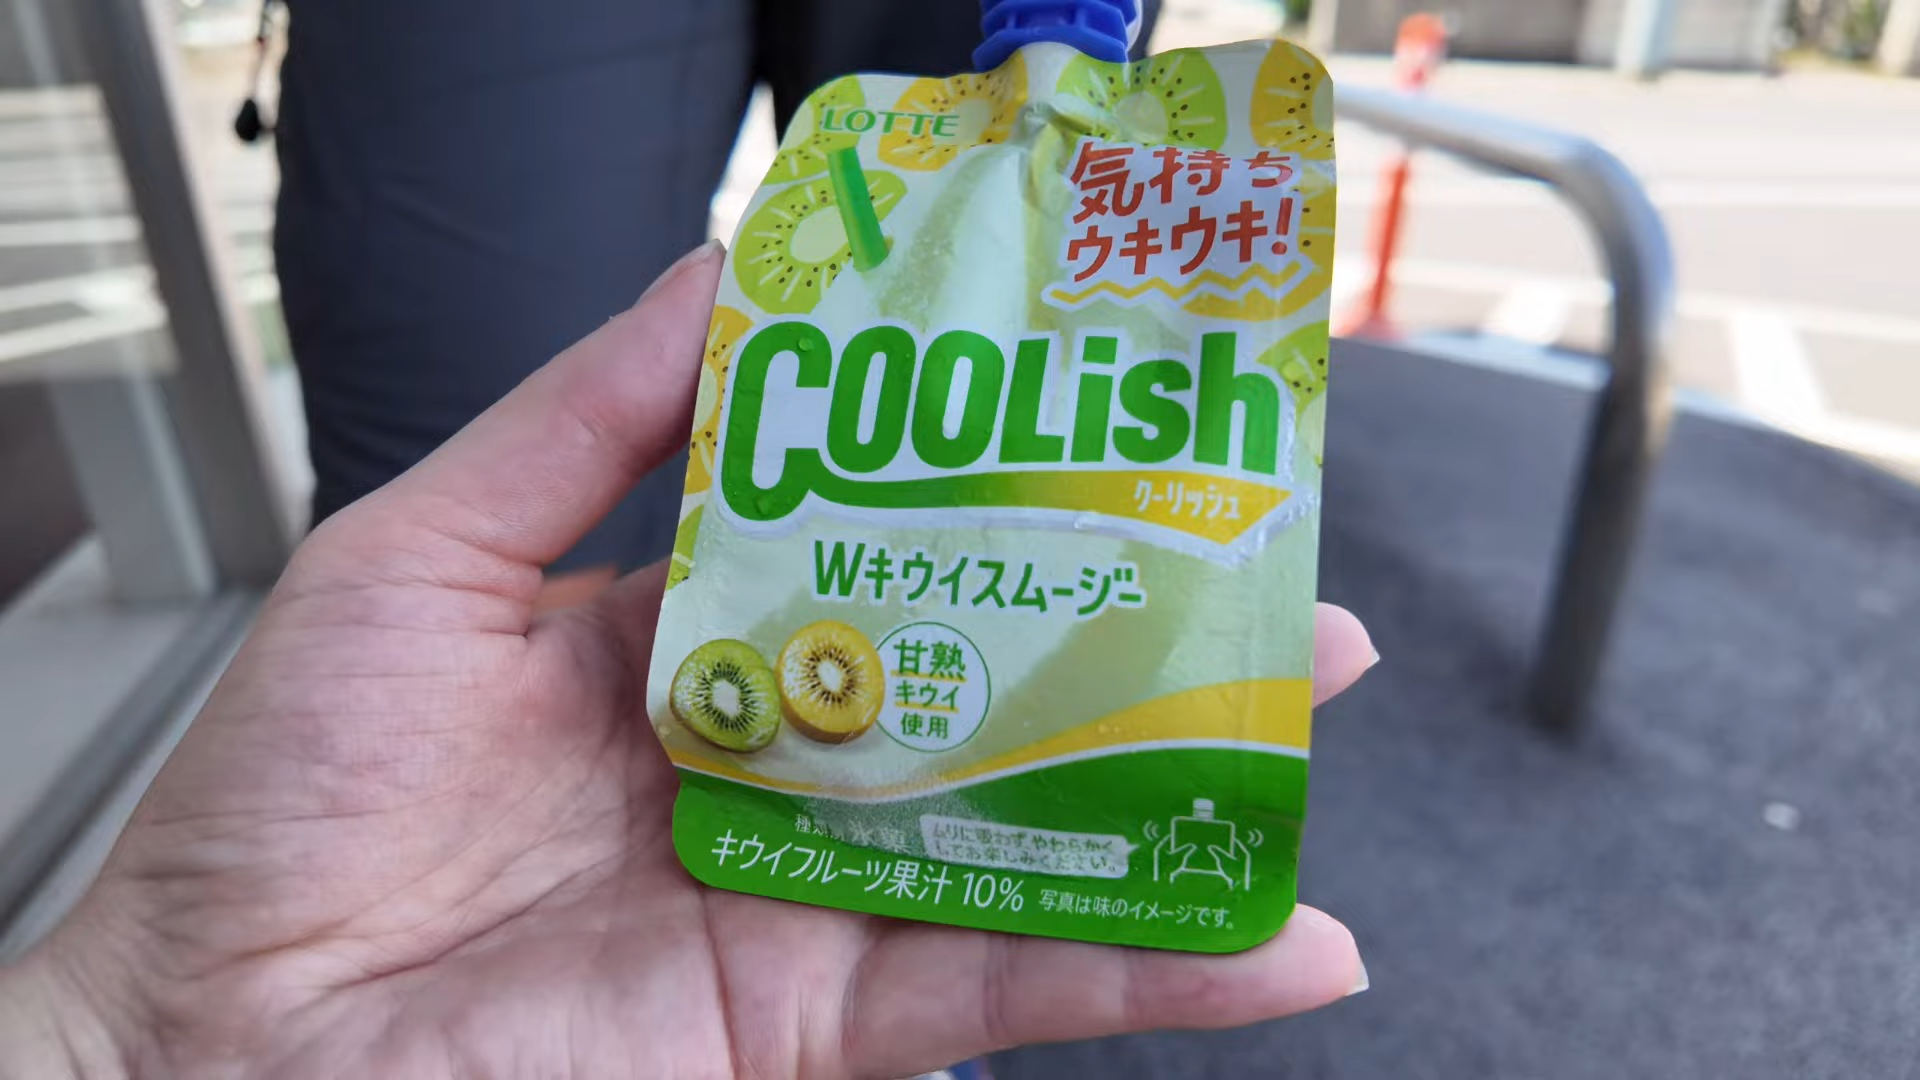 LOTTE
気持ち
ウキウキ!
COOLish
クーリッシュ
Wキウイスムージー
甘熟
キウイ
使用
種類 氷菓
ムリに吸わず、やわらかく
してお楽しみください。
キウイフルーツ果汁 10%
写真は味のイメージです。